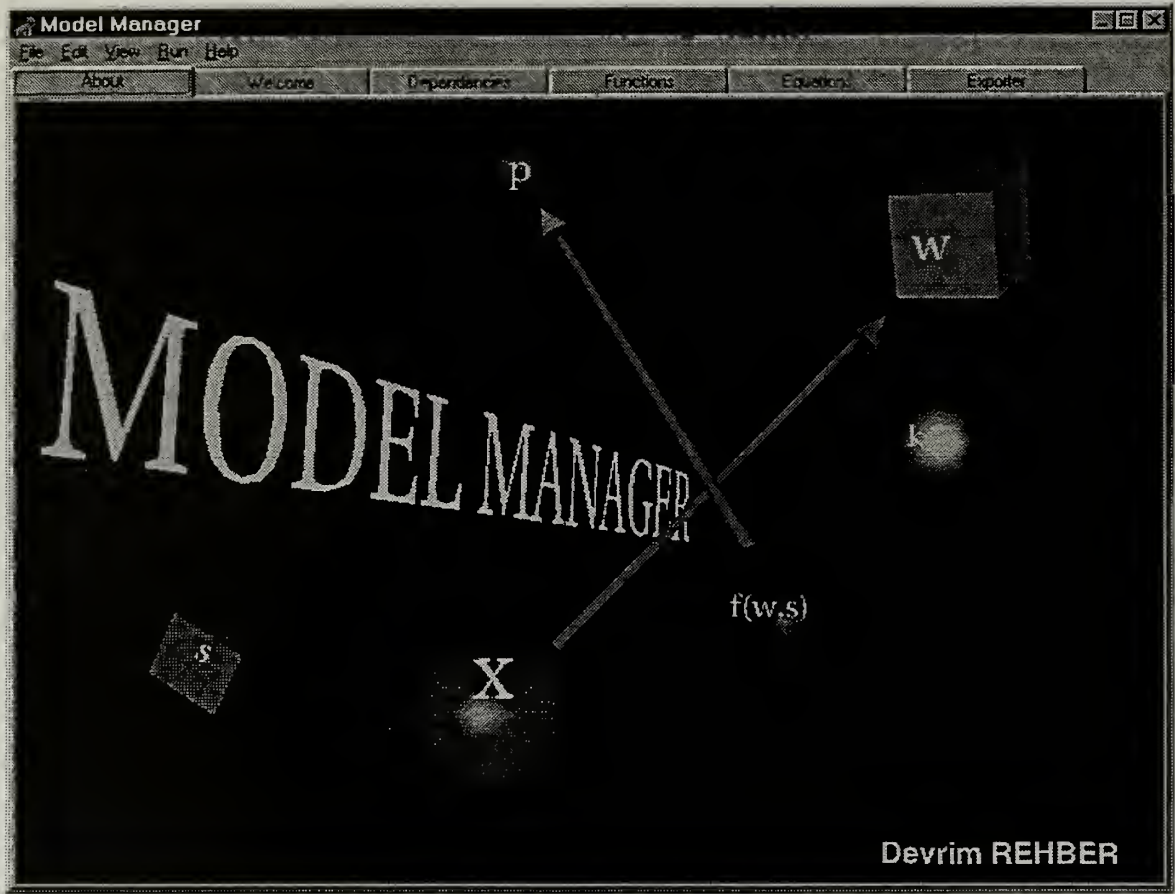 Model Manager
File Edit View Run Help
About Welcome Dependencies Functions Equations Exporter
p
W
MODEL MANAGER
k
f(w,s)
s
X
Devrim REHBER